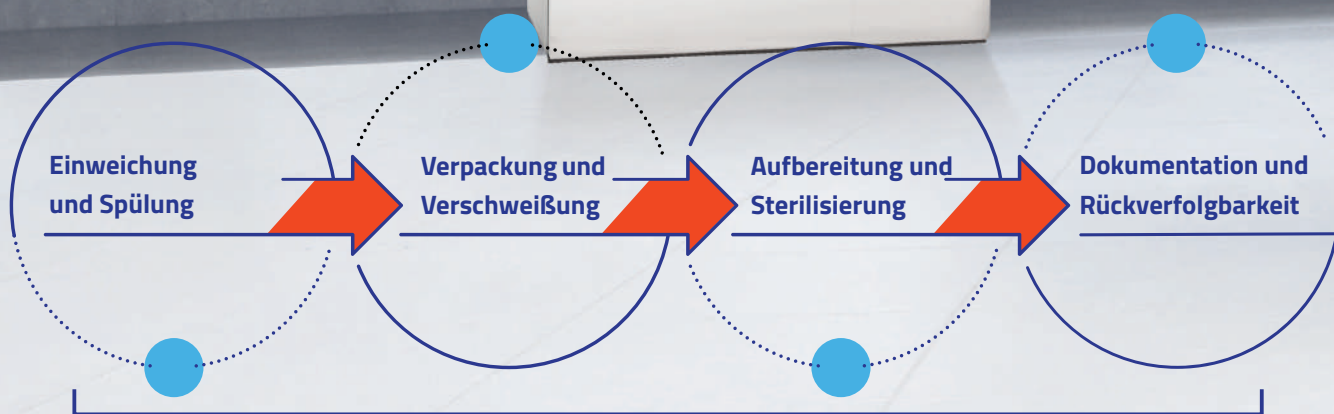 Einweichung
und Spülung
Verpackung und
Verschweißung
Aufbereitung und
Sterilisierung
Dokumentation und
Rückverfolgbarkeit